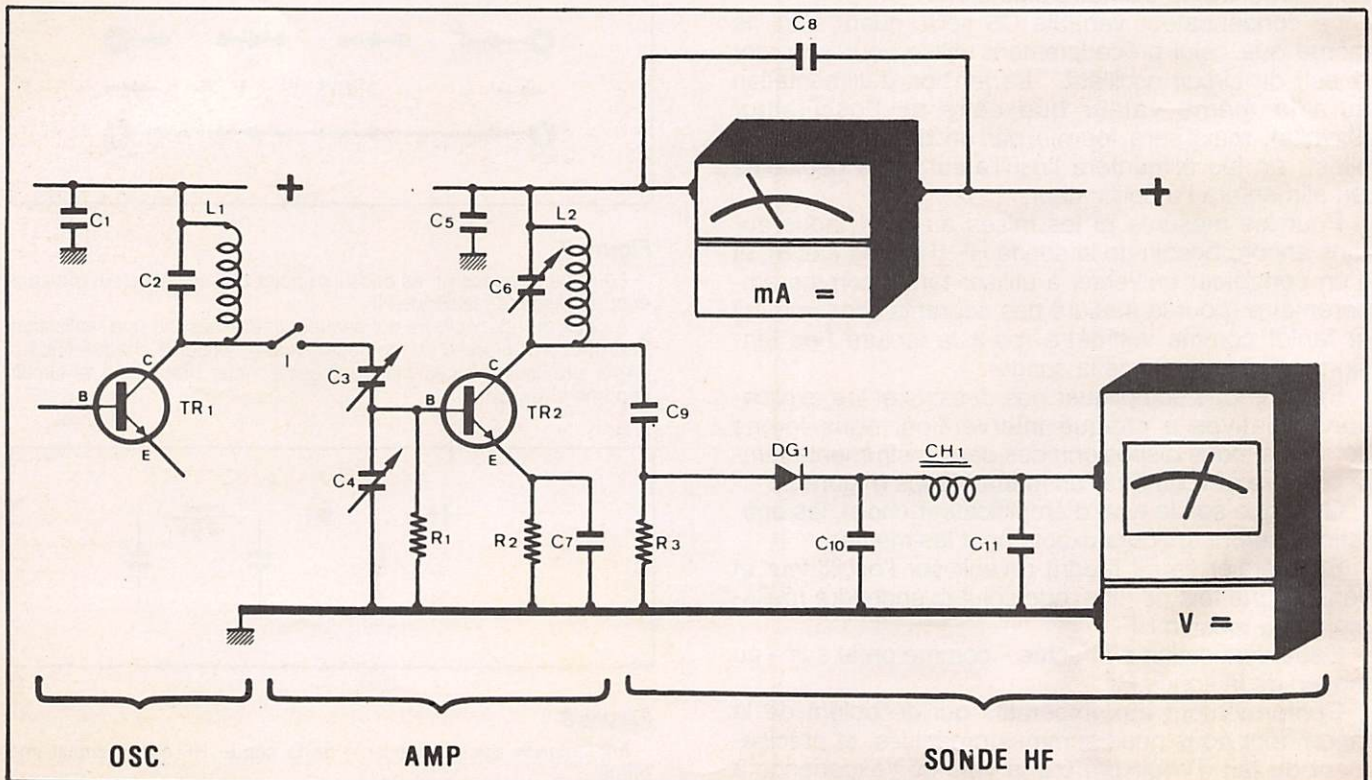 C8
L1
+
C1
C2
C5
L2
C6
mA =
+
I
C
B
TR1
E
C3
C
B
TR2
E
C9
DG1
CH1
C4
R1
R2
C7
R3
C10
C11
V =
OSC
AMP
SONDE HF